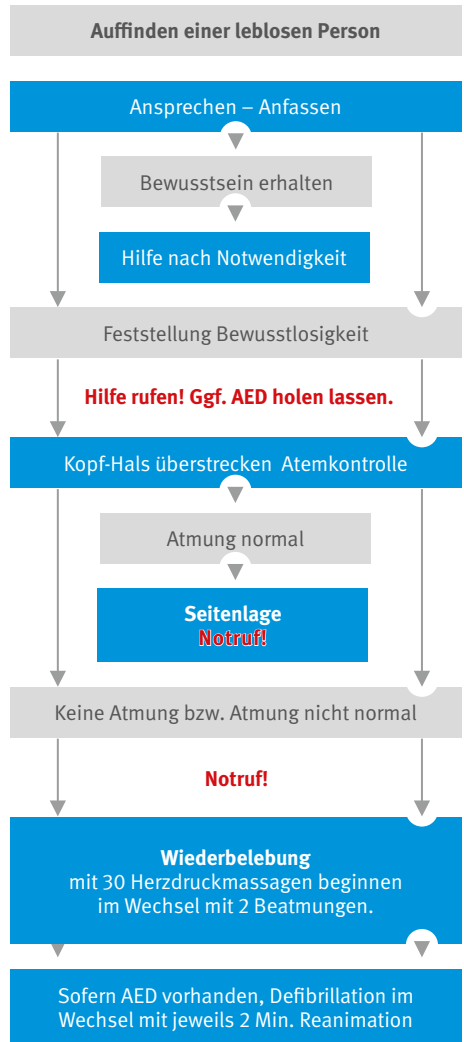 Auffinden einer leblosen Person
Ansprechen – Anfassen
Bewusstsein erhalten
Hilfe nach Notwendigkeit
Feststellung Bewusstlosigkeit
Hilfe rufen! Ggf. AED holen lassen.
Kopf-Hals überstrecken Atemkontrolle
Atmung normal
Seitenlage
Notruf!
Keine Atmung bzw. Atmung nicht normal
Notruf!
Wiederbelebung
mit 30 Herzdruckmassagen beginnen
im Wechsel mit 2 Beatmungen.
Sofern AED vorhanden, Defibrillation im
Wechsel mit jeweils 2 Min. Reanimation